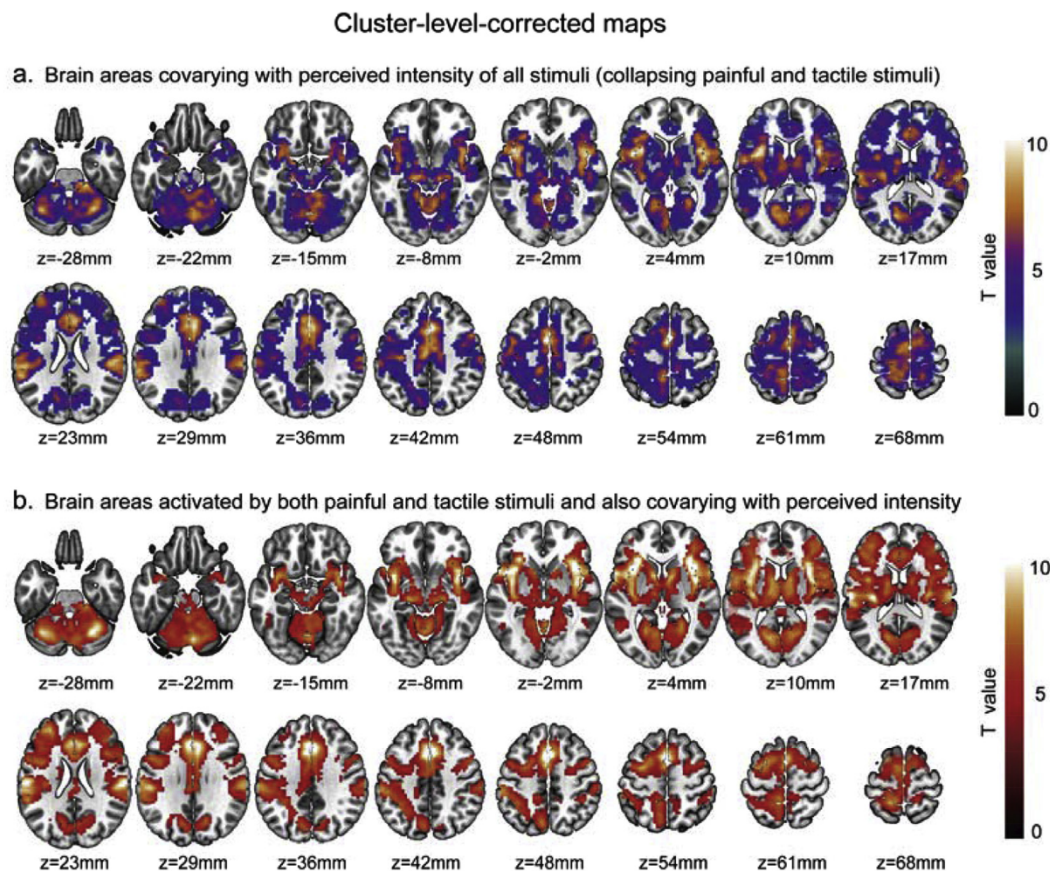 Cluster-level-corrected maps
a. Brain areas covarying with perceived intensity of all stimuli (collapsing painful and tactile stimuli)
z=-28mm z=-22mm z=-15mm z=-8mm z=-2mm z=4mm z=10mm z=17mm
10
5
0
T value
z=23mm z=29mm z=36mm z=42mm z=48mm z=54mm z=61mm z=68mm
b. Brain areas activated by both painful and tactile stimuli and also covarying with perceived intensity
z=-28mm z=-22mm z=-15mm z=-8mm z=-2mm z=4mm z=10mm z=17mm
10
5
0
T value
z=23mm z=29mm z=36mm z=42mm z=48mm z=54mm z=61mm z=68mm